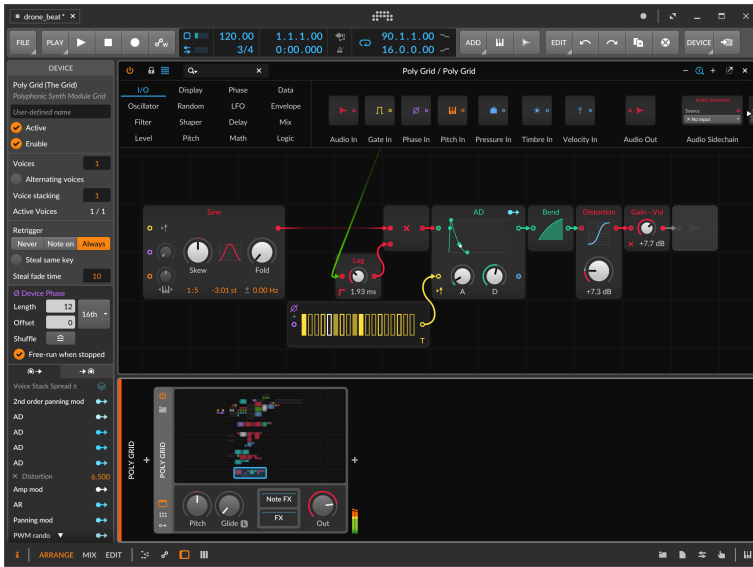 drone_beat* ×
FILE PLAY 120.00 1.1.1.00 90.1.1.00 ADD EDIT DEVICE
3/4 0:00.000 16.0.0.00
DEVICE
Poly Grid (The Grid)
Polyphonic Synth Module Grid
User-defined name
Active
Enable
Voices 1
Alternating voices
Voice stacking 1
Active Voices 1 / 1
Retrigger
Never Note on Always
Steal same key
Steal fade time 10
Ø Device Phase
Length 12
16th
Offset 0
Shuffle
Free-run when stopped
Voice Stack Spread
2nd order panning mod
AD
AD
AD
AD
× Distortion 6.500
Amp mod
AR
Panning mod
PWM rando
Poly Grid / Poly Grid
I/O Display Phase Data
Oscillator Random LFO Envelope
Filter Shaper Delay Mix
Level Pitch Math Logic
Audio In Gate In Phase In Pitch In Pressure In Timbre In Velocity In Audio Out Audio Sidechain
Audio Sidechain
Source
× No Input
Sine
Skew Fold
1:5 -3.01 st ± 0.00 Hz
Lag
1.93 ms
AD
A D
Bend
Distortion
+7.3 dB
Gain - Vol
+7.7 dB
T
POLY GRID
POLY GRID
Pitch Glide L
Note FX
FX
Out
i ARRANGE MIX EDIT